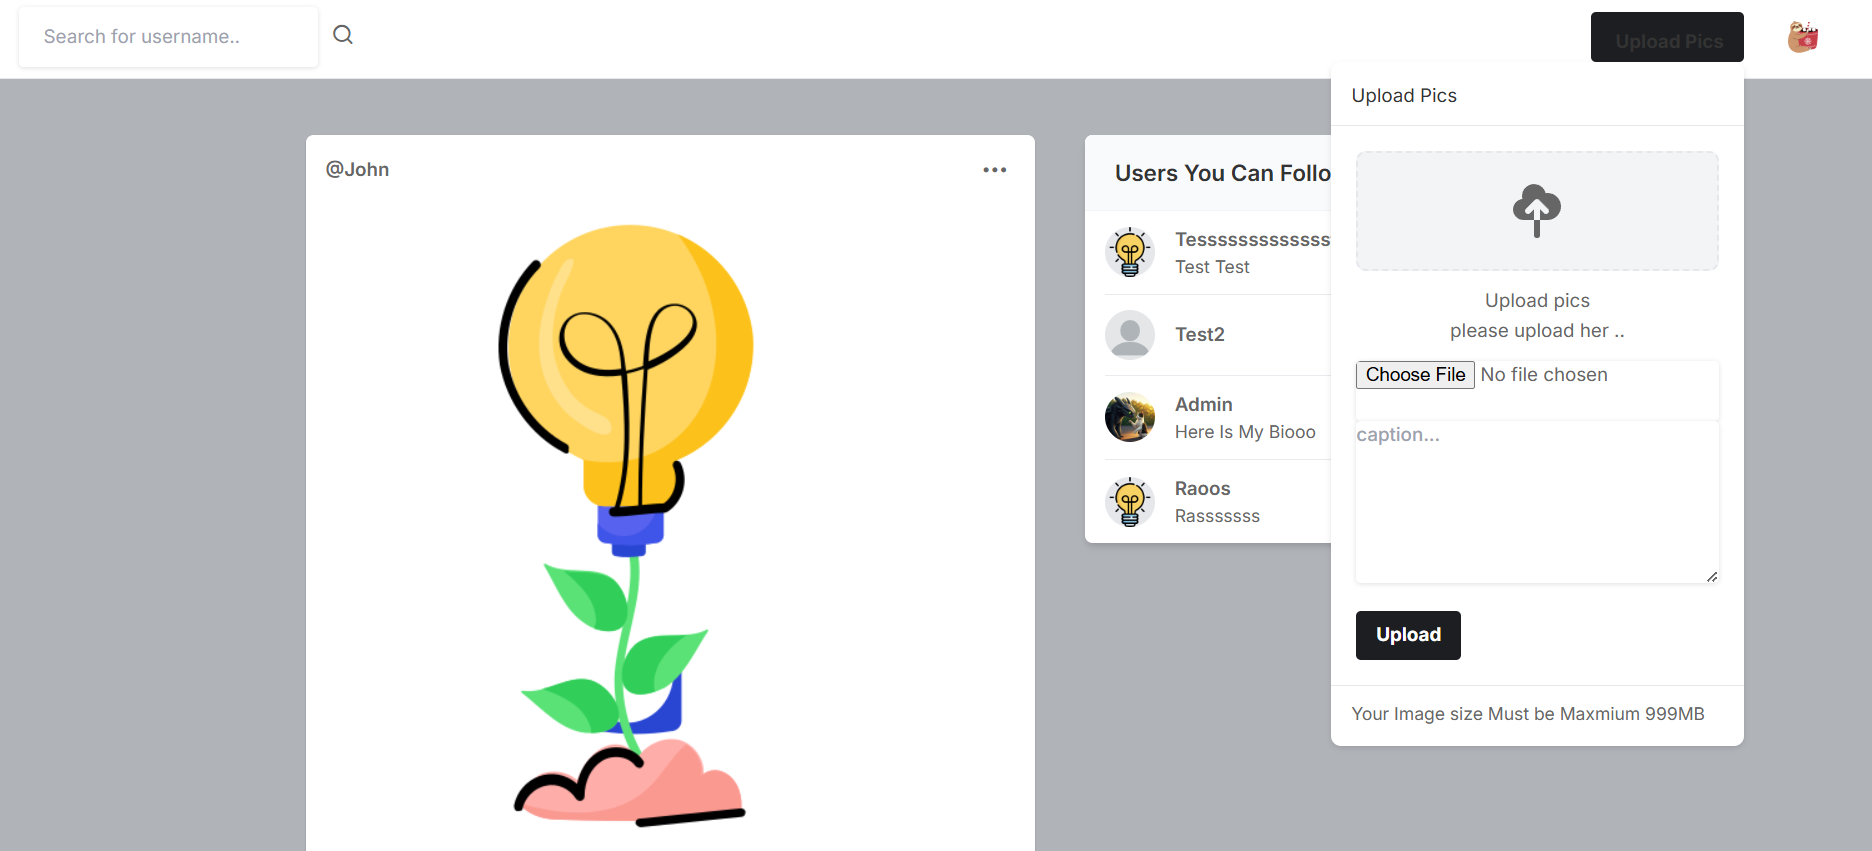 Search for username..
Upload Pics
Upload Pics
@John
Users You Can Follo
Tesssssssssssss
Test Test
Test2
Admin
Here Is My Biooo
Raoos
Rasssssss
Upload pics
please upload her ..
Choose File No file chosen
caption...
Upload
Your Image size Must be Maxmium 999MB